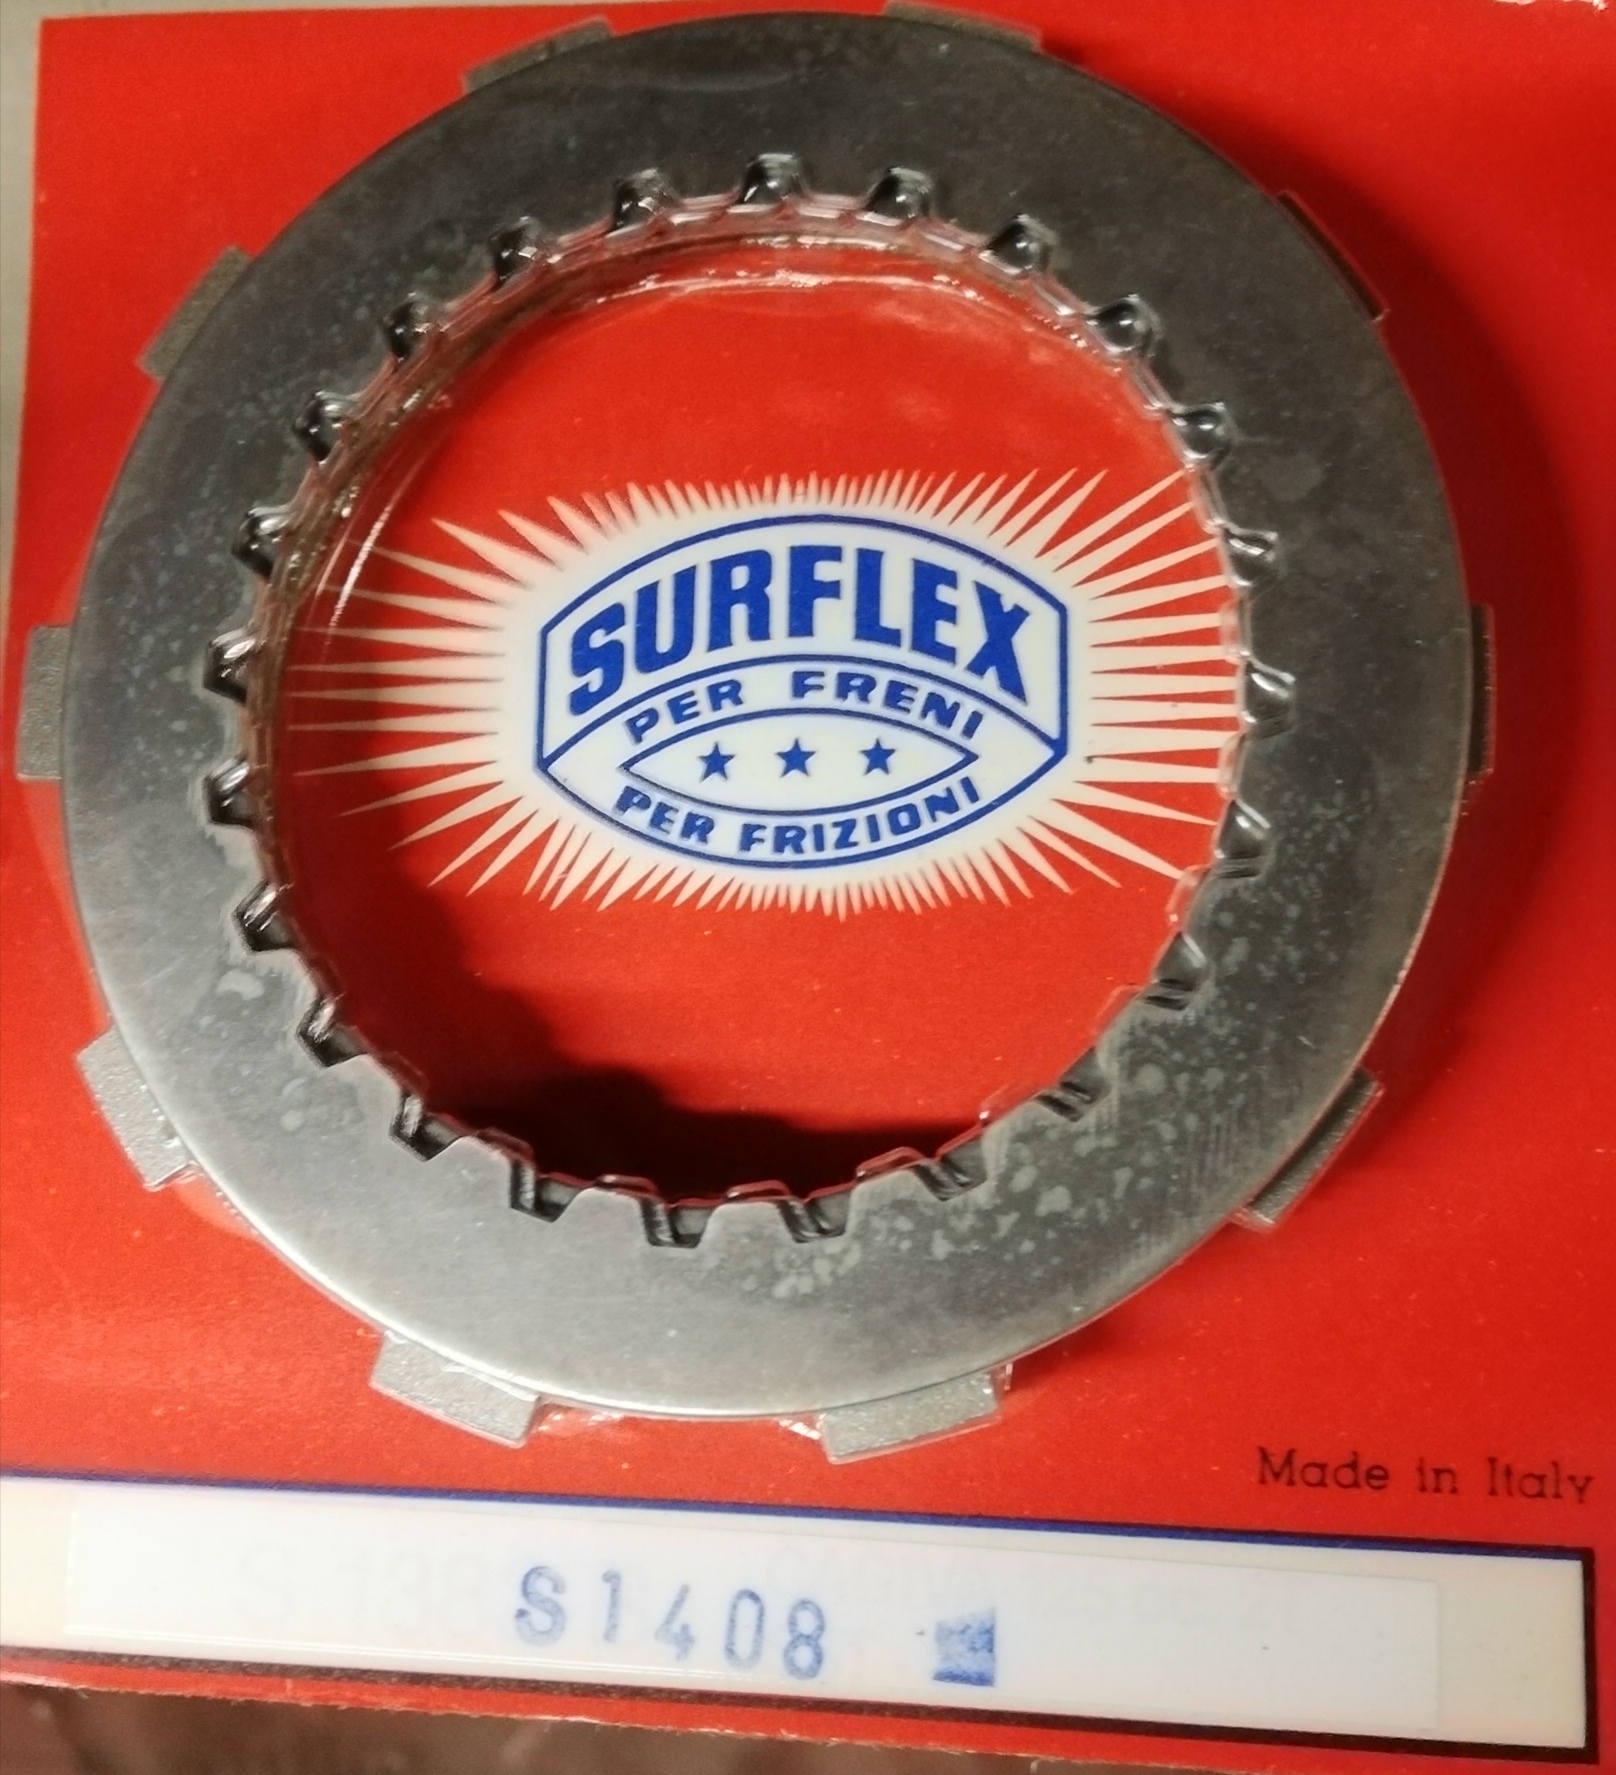 SURFLEX
PER FRENI
PER FRIZIONI
Made in Italy
S1408